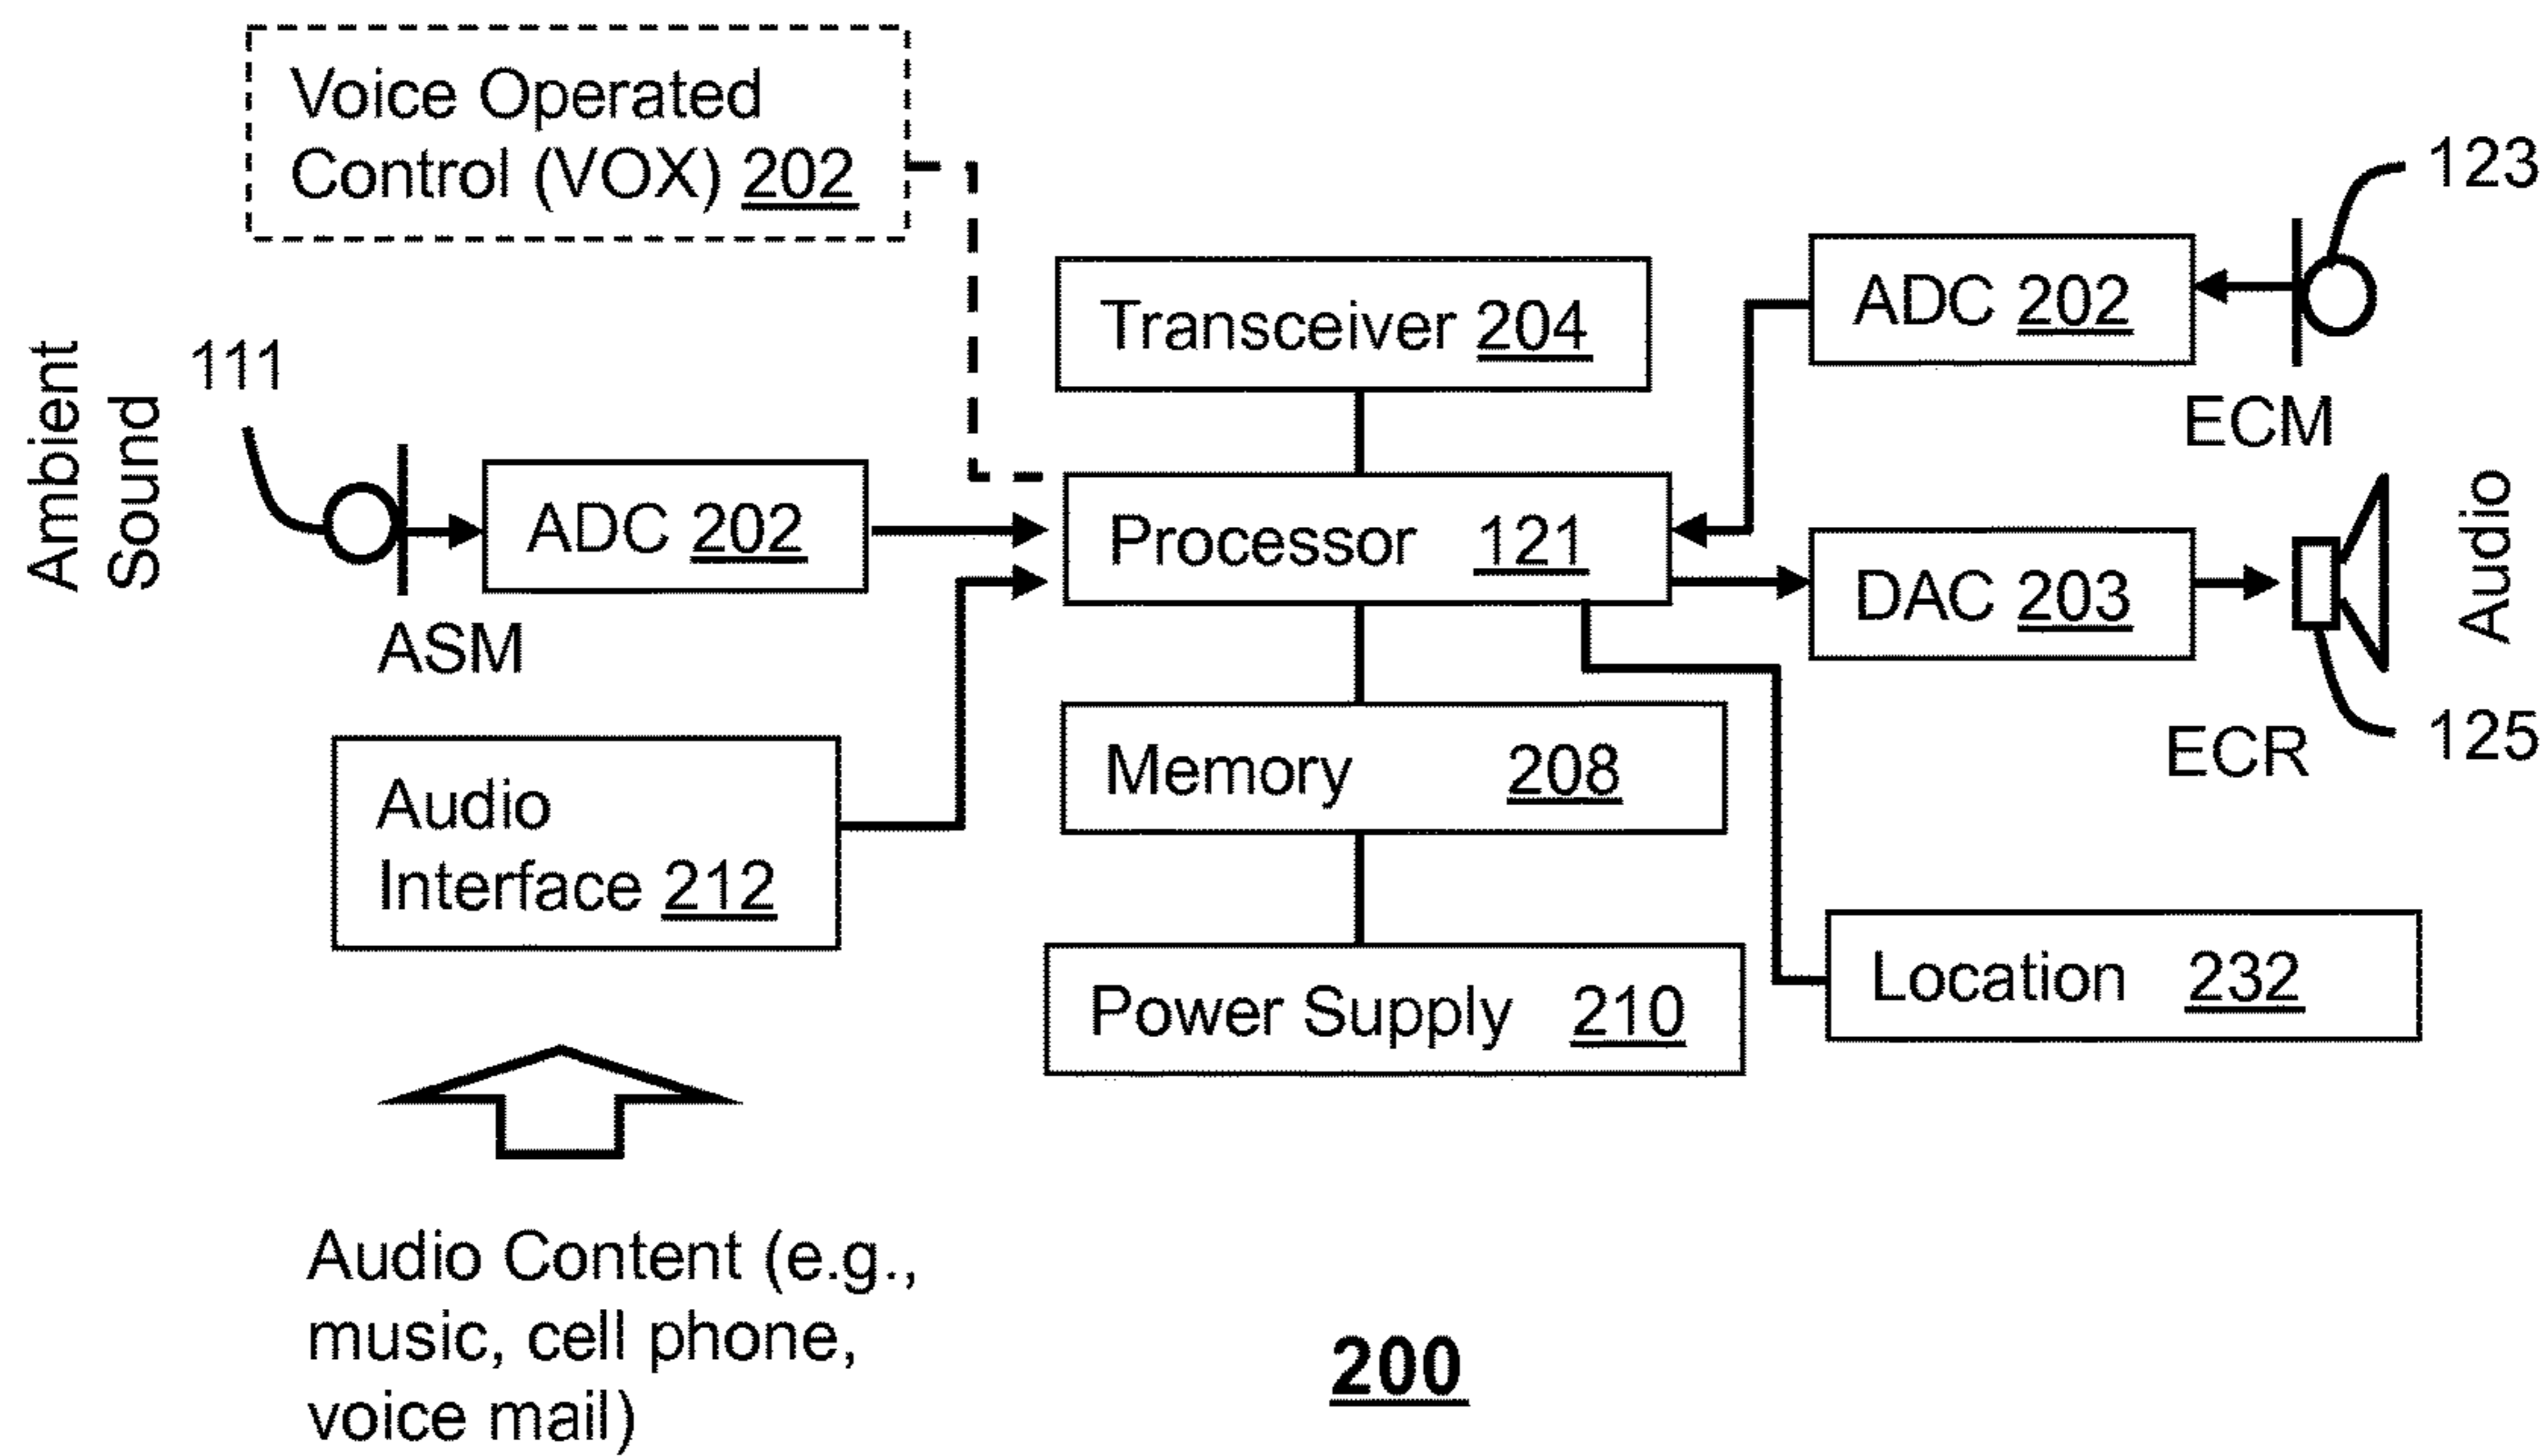 Voice Operated
Control (VOX) 202
123
ADC 202
Transceiver 204
ECM
Ambient
Sound
111
ADC 202
ASM
Processor 121
DAC 203
Audio
ECR
125
Memory 208
Audio
Interface 212
Location 232
Power Supply 210
Audio Content (e.g.,
music, cell phone,
voice mail)
200